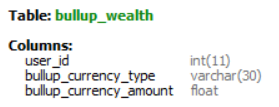 Table: bullup_wealth
Columns:
user_id int(11)
bullup_currency_type varchar(30)
bullup_currency_amount float